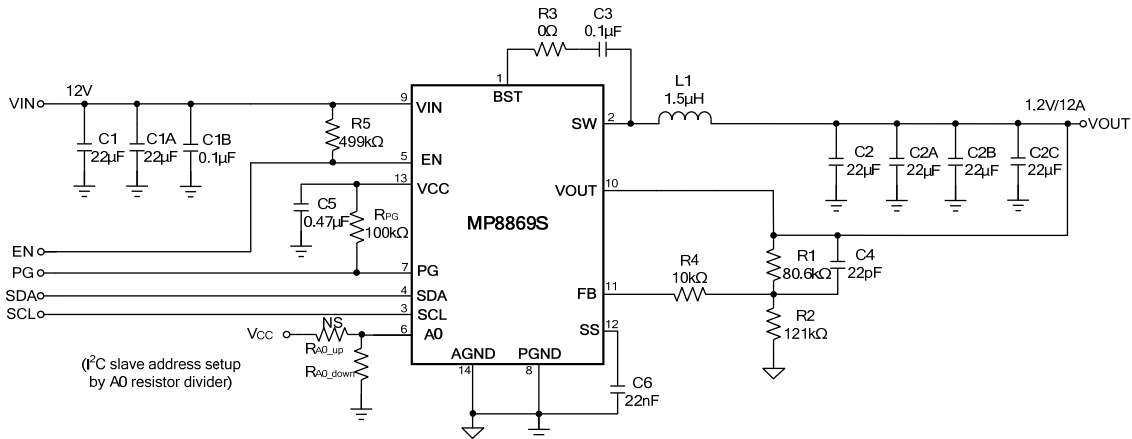 R3
0Ω
C3
0.1µF
1
BST
VIN
12V
9
VIN
C1
22µF
C1A
22µF
C1B
0.1µF
R5
499kΩ
5
EN
13
VCC
C5
0.47µF
RPG
100kΩ
MP8869S
SW
2
L1
1.5µH
1.2V/12A
VOUT
C2
22µF
C2A
22µF
C2B
22µF
C2C
22µF
VOUT
10
EN
PG
7
PG
SDA
4
SDA
SCL
3
SCL
6
A0
VCC
NS
RA0_up
RA0_down
(I²C slave address setup
by A0 resistor divider)
R4
10kΩ
FB
11
R1
80.6kΩ
C4
22pF
R2
121kΩ
SS
12
C6
22nF
AGND
14
PGND
8